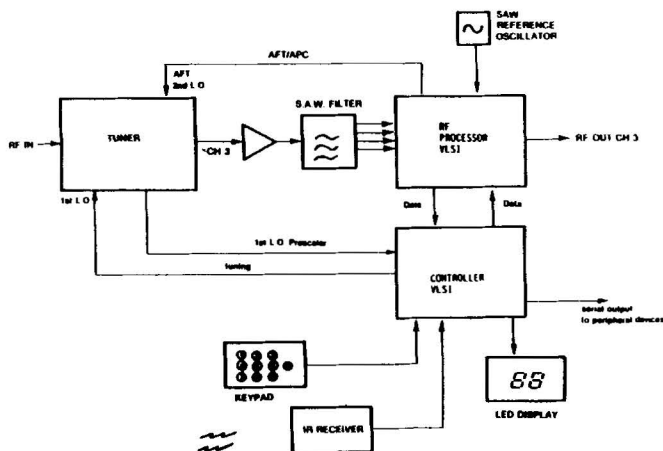 SAW
REFERENCE
OSCILLATOR
AFT/APC
AFT
2nd L O
S.A.W. FILTER
RF IN
TUNER
~CH 3
RF
PROCESSOR
VLSI
RF OUT CH 3
1st L O
Data
Data
1st L O Prescaler
tuning
CONTROLLER
VLSI
serial output
to peripheral devices
KEYPAD
88
LED DISPLAY
IR RECEIVER